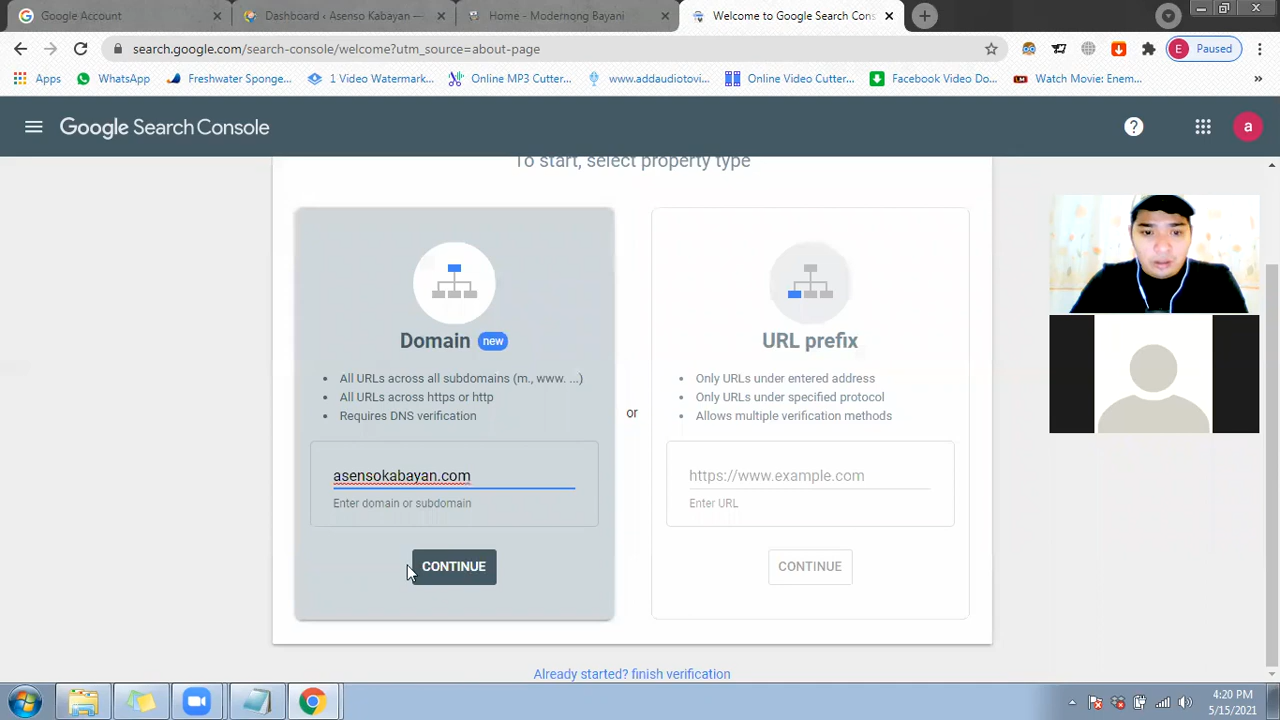 Google Account
Dashboard ‹ Asenso Kabayan —
Home - Modernong Bayani
Welcome to Google Search Cons
search.google.com/search-console/welcome?utm_source=about-page
E Paused
Apps
WhatsApp
Freshwater Sponge...
1 Video Watermark...
Online MP3 Cutter...
www.addaudiotovi...
Online Video Cutter...
Facebook Video Do...
Watch Movie: Enem...
»
Google Search Console
?
a
To start, select property type
Domain new
All URLs across all subdomains (m., www. ...)
All URLs across https or http
Requires DNS verification
asensokabayan.com
Enter domain or subdomain
CONTINUE
or
URL prefix
Only URLs under entered address
Only URLs under specified protocol
Allows multiple verification methods
https://www.example.com
Enter URL
CONTINUE
Already started? finish verification
4:20 PM
5/15/2021